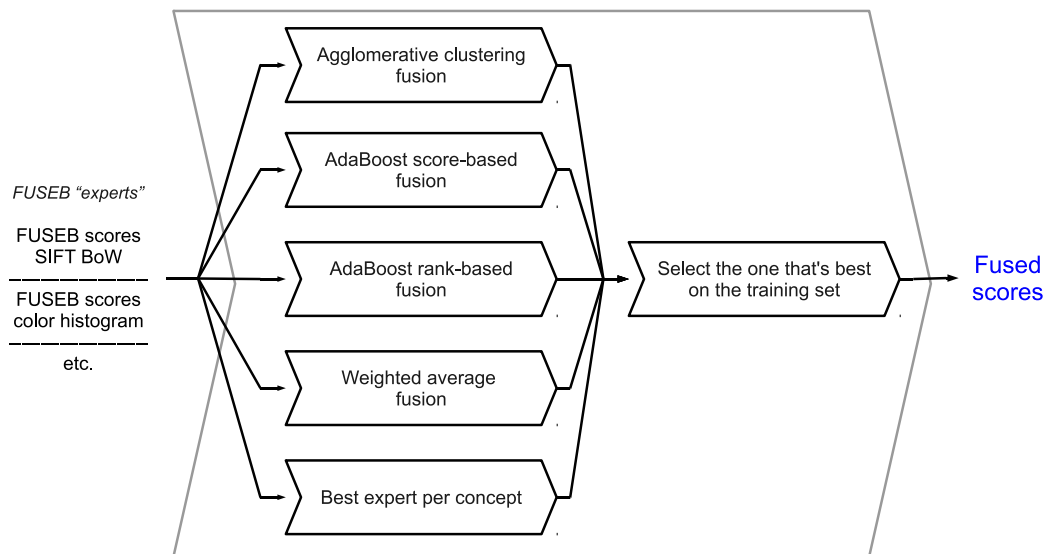 FUSEB “experts”
FUSEB scores
SIFT BoW
FUSEB scores
color histogram
etc.
Agglomerative clustering
fusion
AdaBoost score-based
fusion
AdaBoost rank-based
fusion
Weighted average
fusion
Best expert per concept
Select the one that's best
on the training set
Fused
scores